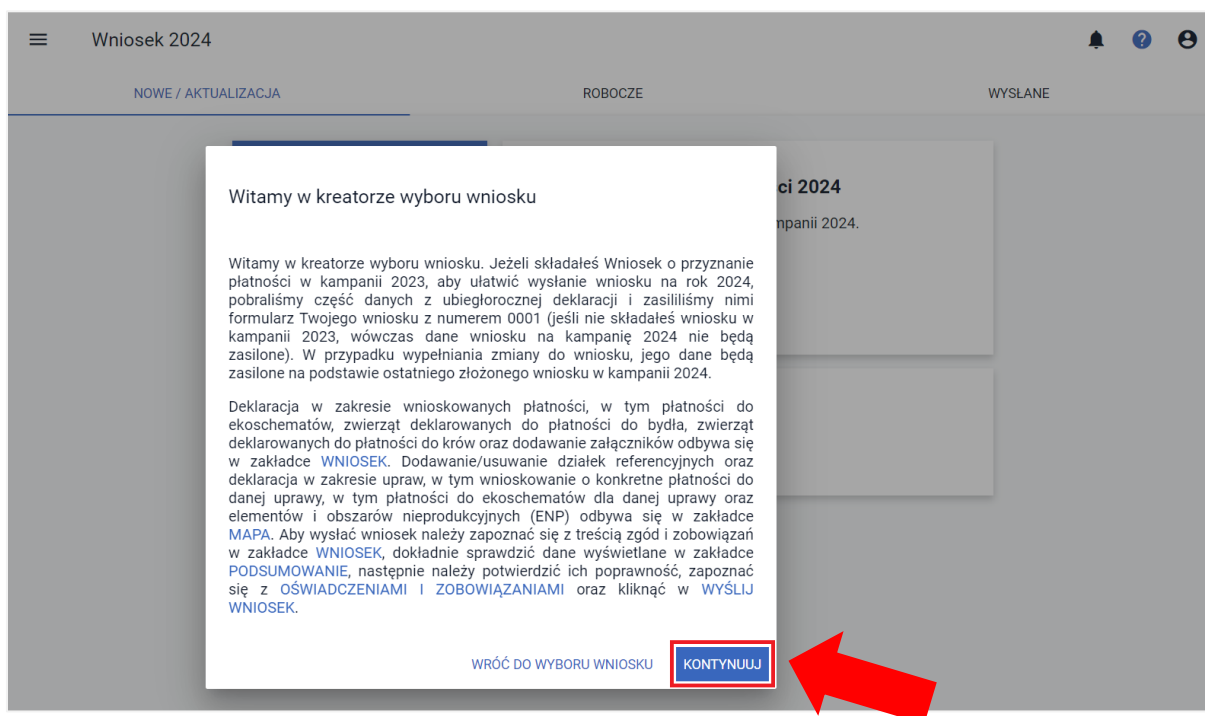 Wniosek 2024
NOWE / AKTUALIZACJA
ROBOCZE
WYSŁANE
ci 2024
mpanii 2024.
Witamy w kreatorze wyboru wniosku
Witamy w kreatorze wyboru wniosku. Jeżeli składałeś Wniosek o przyznanie
płatności w kampanii 2023, aby ułatwić wysłanie wniosku na rok 2024,
pobraliśmy część danych z ubiegłorocznej deklaracji i zasililiśmy nimi
formularz Twojego wniosku z numerem 0001 (jeśli nie składałeś wniosku w
kampanii 2023, wówczas dane wniosku na kampanię 2024 nie będą
zasilone). W przypadku wypełniania zmiany do wniosku, jego dane będą
zasilone na podstawie ostatniego złożonego wniosku w kampanii 2024.
Deklaracja w zakresie wnioskowanych płatności, w tym płatności do
ekoschematów, zwierząt deklarowanych do płatności do bydła, zwierząt
deklarowanych do płatności do krów oraz dodawanie załączników odbywa się
w zakładce WNIOSEK. Dodawanie/usuwanie działek referencyjnych oraz
deklaracja w zakresie upraw, w tym wnioskowanie o konkretne płatności do
danej uprawy, w tym płatności do ekoschematów dla danej uprawy oraz
elementów i obszarów nieprodukcyjnych (ENP) odbywa się w zakładce
MAPA. Aby wysłać wniosek należy zapoznać się z treścią zgód i zobowiązań
w zakładce WNIOSEK, dokładnie sprawdzić dane wyświetlane w zakładce
PODSUMOWANIE, następnie należy potwierdzić ich poprawność, zapoznać
się z OŚWIADCZENIAMI I ZOBOWIĄZANIAMI oraz kliknąć w WYŚLIJ
WNIOSEK.
WRÓĆ DO WYBORU WNIOSKU
KONTYNUUJ